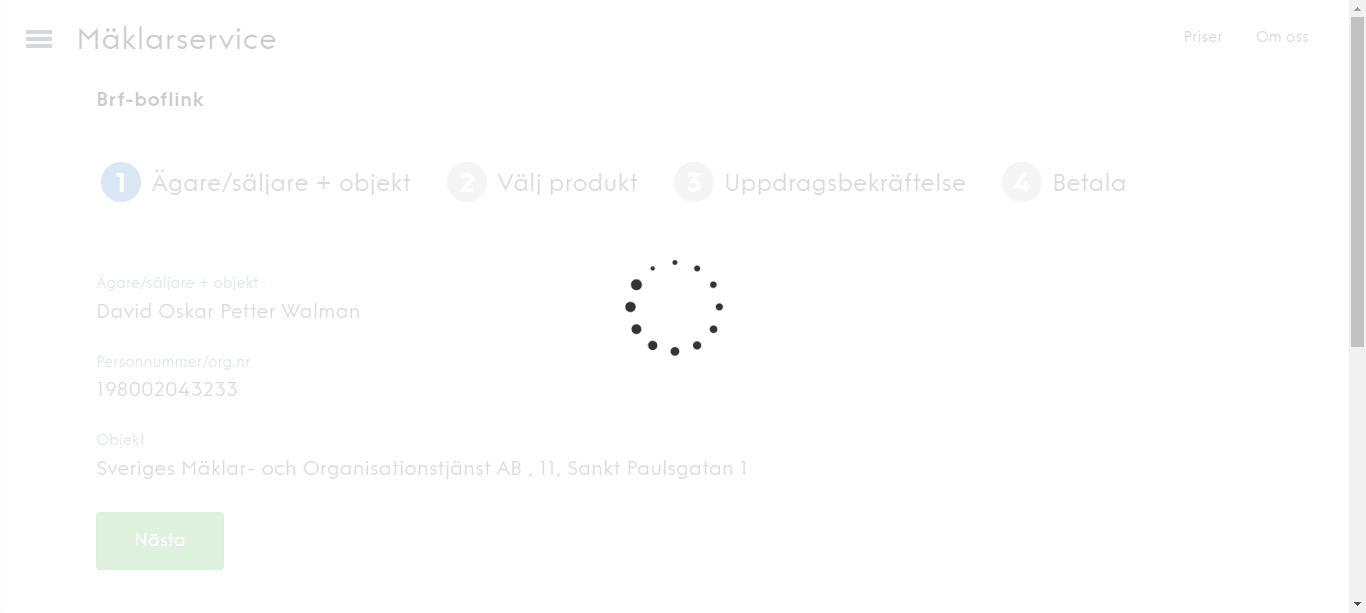 Mäklarservice
Priser
Om oss
Brf-boflink
1 Ägare/säljare + objekt
2 Välj produkt
3 Uppdragsbekräftelse
4 Betala
Ägare/säljare + objekt
David Oskar Petter Walman
Personnummer/org.nr
198002043233
Objekt
Sveriges Mäklar- och Organisationstjänst AB , 11, Sankt Paulsgatan 1
Nästa